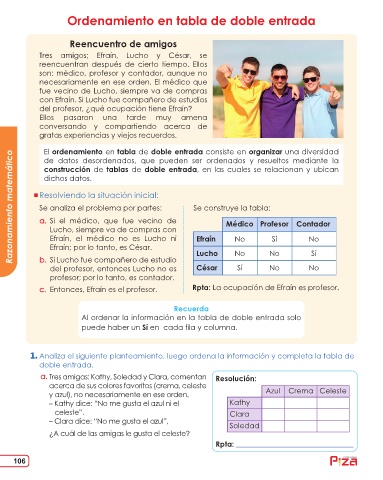 Ordenamiento en tabla de doble entrada
Reencuentro de amigos
Tres amigos; Efraín, Lucho y César, se
reencuentran después de cierto tiempo. Ellos
son: médico, profesor y contador, aunque no
necesariamente en ese orden. El médico que
fue vecino de Lucho, siempre va de compras
con Efraín. Si Lucho fue compañero de estudios
del profesor, ¿qué ocupación tiene Efraín?
Ellos pasaron una tarde muy amena
conversando y compartiendo acerca de
gratas experiencias y viejos recuerdos.
El ordenamiento en tabla de doble entrada consiste en organizar una diversidad
de datos desordenados, que pueden ser ordenados y resueltos mediante la
construcción de tablas de doble entrada, en las cuales se relacionan y ubican
dichos datos.
Razonamiento matemático
Resolviendo la situación inicial:
Se analiza el problema por partes:
a. Si el médico, que fue vecino de
Lucho, siempre va de compras con
Efraín, el médico no es Lucho ni
Efraín; por lo tanto, es César.
b. Si Lucho fue compañero de estudio
del profesor, entonces Lucho no es
profesor; por lo tanto, es contador.
c. Entonces, Efraín es el profesor.
Se construye la tabla:
Médico Profesor Contador
Efraín No Sí No
Lucho No No Sí
César Sí No No
Rpta: La ocupación de Efraín es profesor.
Recuerda
Al ordenar la información en la tabla de doble entrada solo
puede haber un Sí en cada fila y columna.
1. Analiza el siguiente planteamiento, luego ordena la información y completa la tabla de
doble entrada.
a. Tres amigas: Kathy, Soledad y Clara, comentan
acerca de sus colores favoritos (crema, celeste
y azul), no necesariamente en ese orden.
– Kathy dice: "No me gusta el azul ni el
celeste".
– Clara dice: "No me gusta el azul".
¿A cuál de las amigas le gusta el celeste?
Resolución:
Azul Crema Celeste
Kathy
Clara
Soledad
Rpta:
106